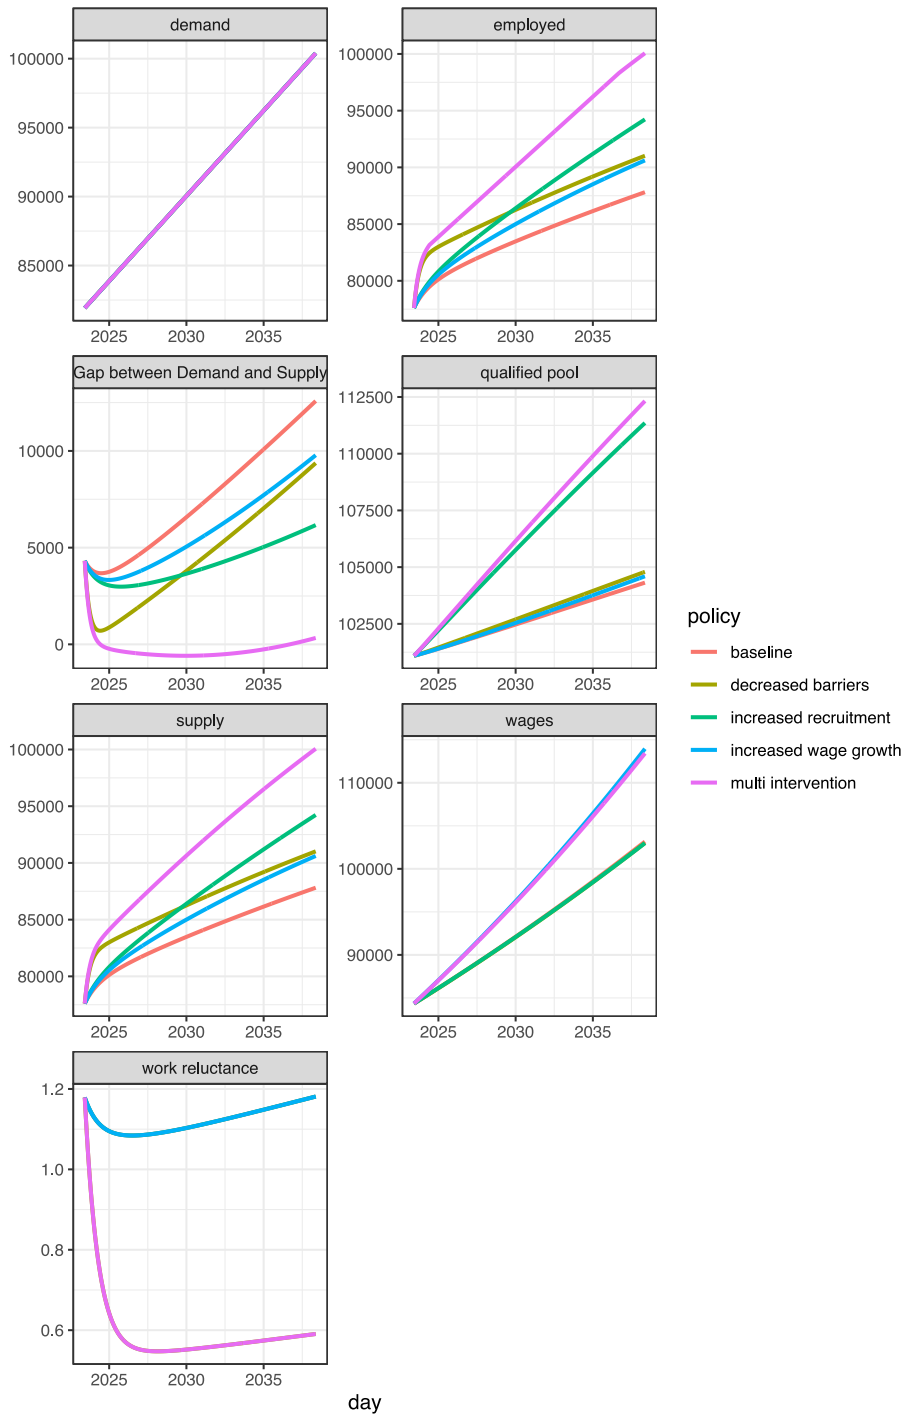 demand
employed
100000
95000
90000
85000
2025 2030 2035
100000
95000
90000
85000
80000
2025 2030 2035
Gap between Demand and Supply
qualified pool
10000
5000
0
2025 2030 2035
112500
110000
107500
105000
102500
2025 2030 2035
supply
wages
100000
95000
90000
85000
80000
2025 2030 2035
110000
100000
90000
2025 2030 2035
work reluctance
1.2
1.0
0.8
0.6
2025 2030 2035
day
policy
baseline
decreased barriers
increased recruitment
increased wage growth
multi intervention